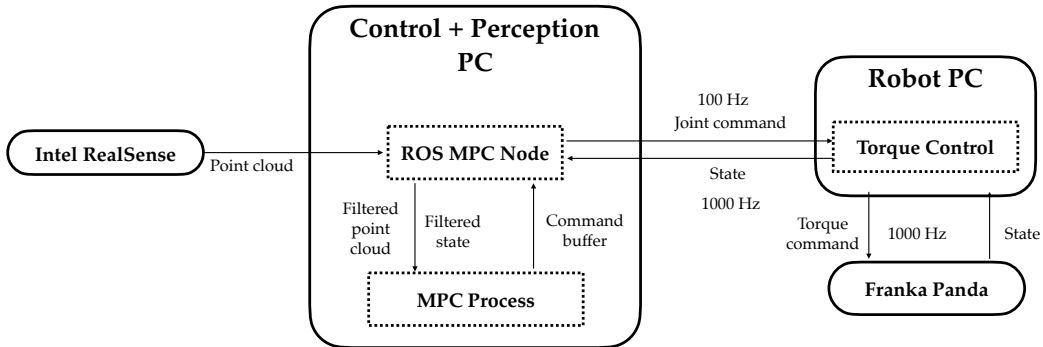 Control + Perception
PC
Robot PC
100 Hz
Joint command
Intel RealSense
Point cloud
ROS MPC Node
Torque Control
State
1000 Hz
Filtered
point
cloud
Filtered
state
Command
buffer
Torque
command
1000 Hz
State
MPC Process
Franka Panda